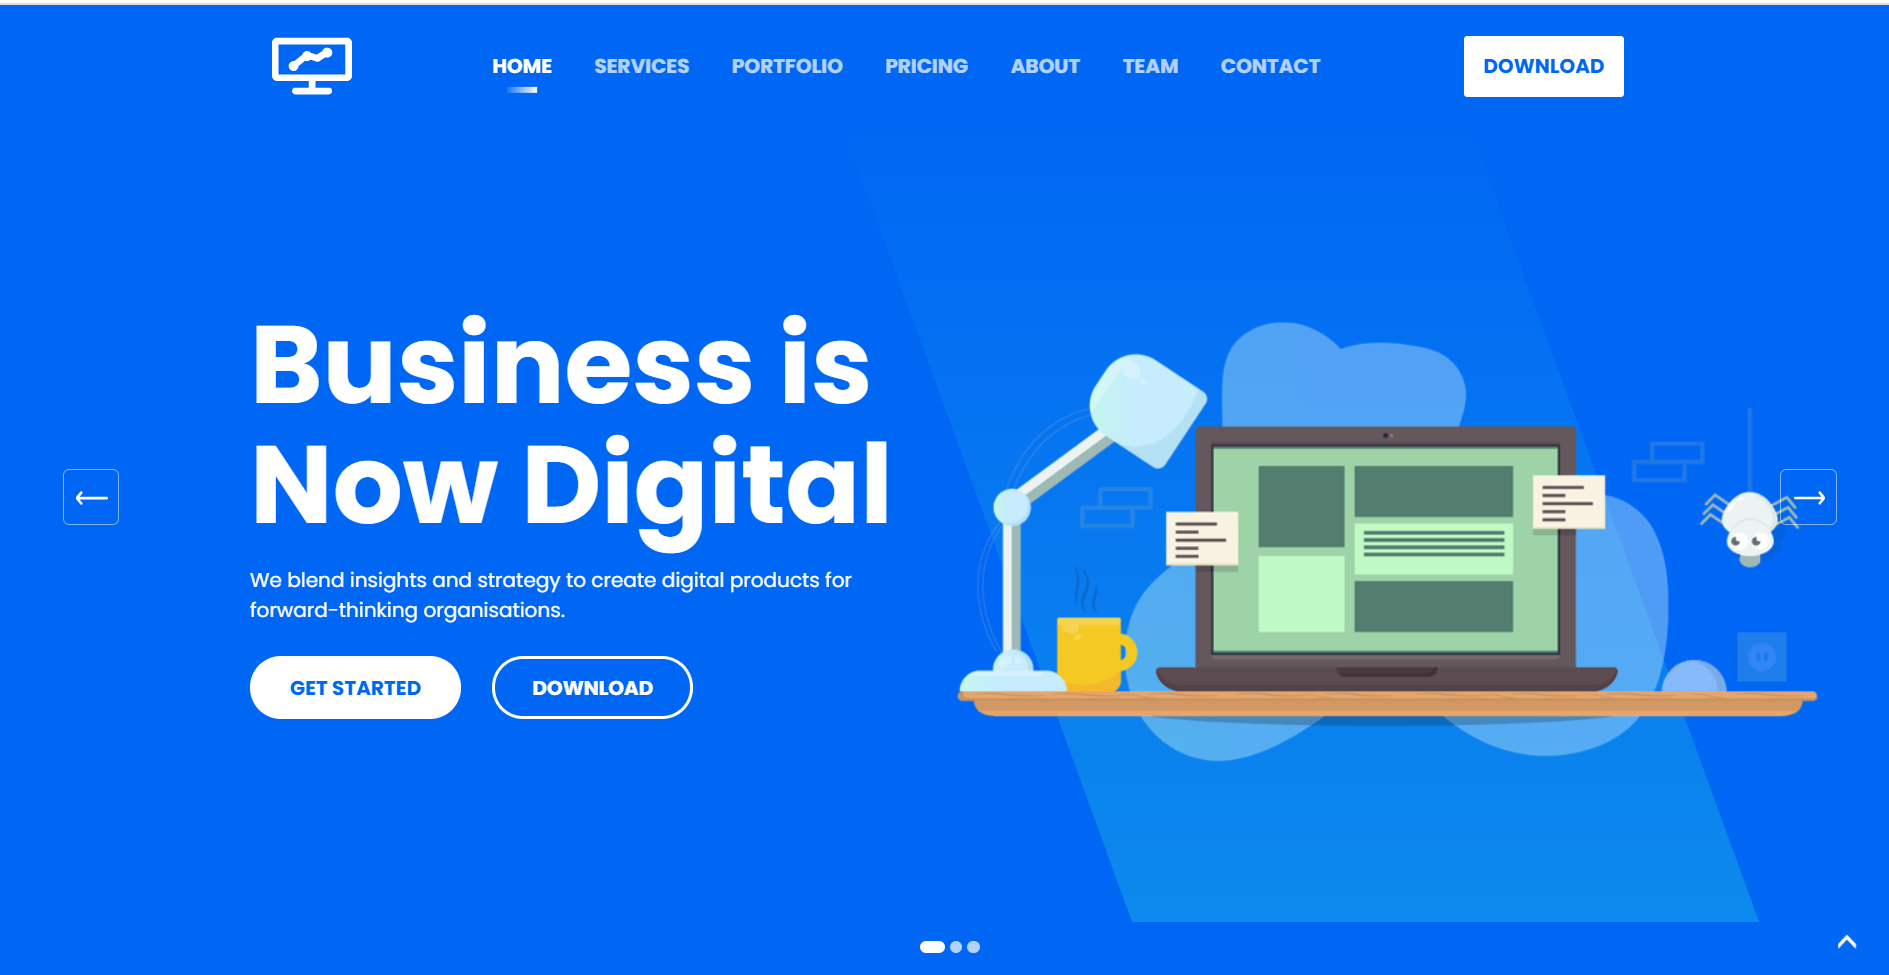 HOME SERVICES PORTFOLIO PRICING ABOUT TEAM CONTACT DOWNLOAD
Business is
Now Digital
We blend insights and strategy to create digital products for
forward-thinking organisations.
GET STARTED DOWNLOAD